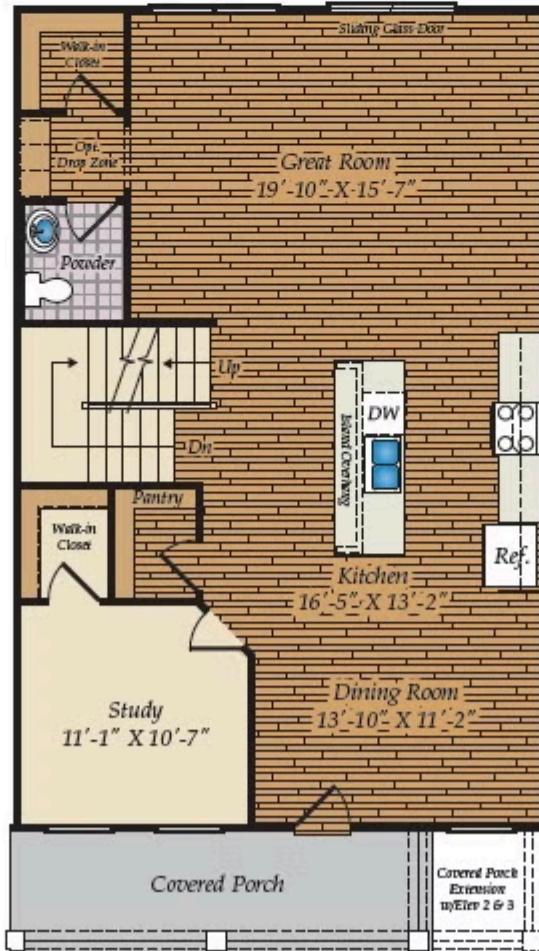 Sliding Glass Door
Walk-in
Closet
Opt.
Drop Zone
Great Room
19'-10" X 15'-7"
Powder
Up
DW
Island Overhang
Dn
Pantry
Walk-in
Closet
Ref.
Kitchen
16'-5" X 13'-2"
Study
11'-1" X 10'-7"
Dining Room
13'-10" X 11'-2"
Covered Porch
Covered Porch
Extension
w/Elev 2 & 3